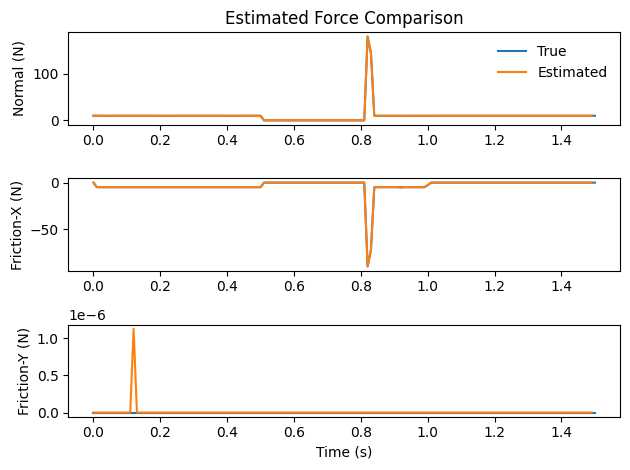 Estimated Force Comparison
Normal (N)
100
0
True
Estimated
0.0 0.2 0.4 0.6 0.8 1.0 1.2 1.4
Friction-X (N)
0
−50
0.0 0.2 0.4 0.6 0.8 1.0 1.2 1.4
1e−6
Friction-Y (N)
1.0
0.5
0.0
0.0 0.2 0.4 0.6 0.8 1.0 1.2 1.4
Time (s)